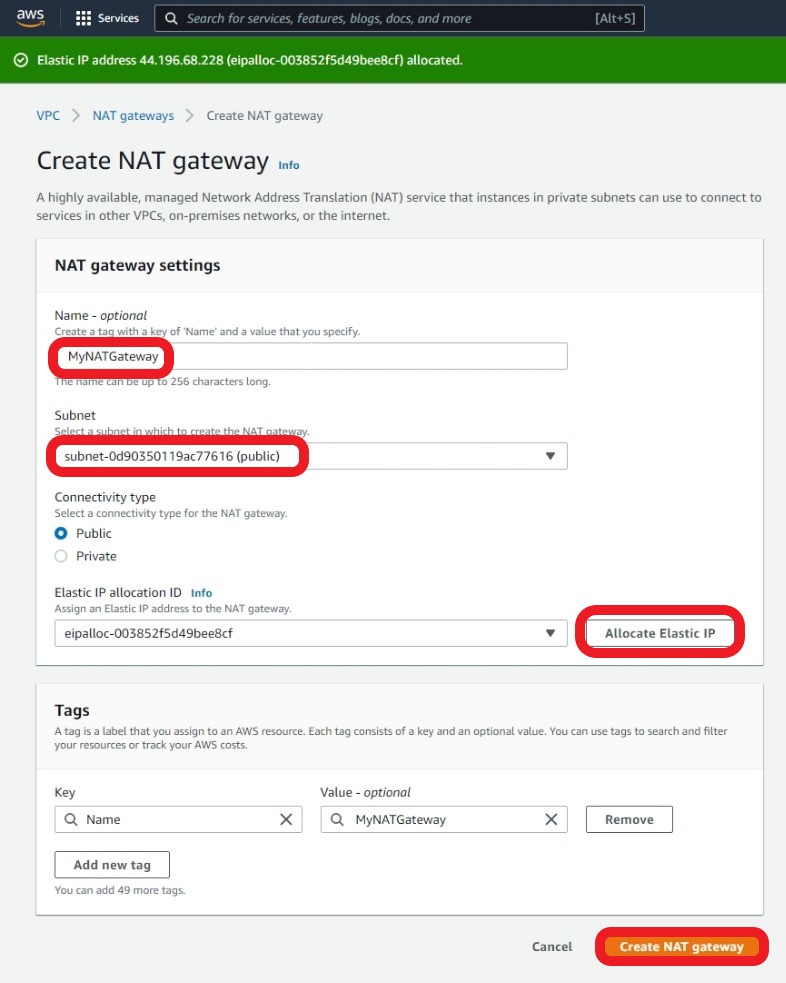 aws
Services
Search for services, features, blogs, docs, and more
[Alt+S]
Elastic IP address 44.196.68.228 (eipalloc-003852f5d49bee8cf) allocated.
VPC > NAT gateways > Create NAT gateway
Create NAT gateway Info
A highly available, managed Network Address Translation (NAT) service that instances in private subnets can use to connect to
services in other VPCs, on-premises networks, or the internet.
NAT gateway settings
Name - optional
Create a tag with a key of 'Name' and a value that you specify.
MyNATGateway
The name can be up to 256 characters long.
Subnet
Select a subnet in which to create the NAT gateway.
subnet-0d90350119ac77616 (public)
Connectivity type
Select a connectivity type for the NAT gateway.
Public
Private
Elastic IP allocation ID Info
Assign an Elastic IP address to the NAT gateway.
eipalloc-003852f5d49bee8cf
Allocate Elastic IP
Tags
A tag is a label that you assign to an AWS resource. Each tag consists of a key and an optional value. You can use tags to search and filter
your resources or track your AWS costs.
Key
Value - optional
Name
MyNATGateway
Remove
Add new tag
You can add 49 more tags.
Cancel
Create NAT gateway